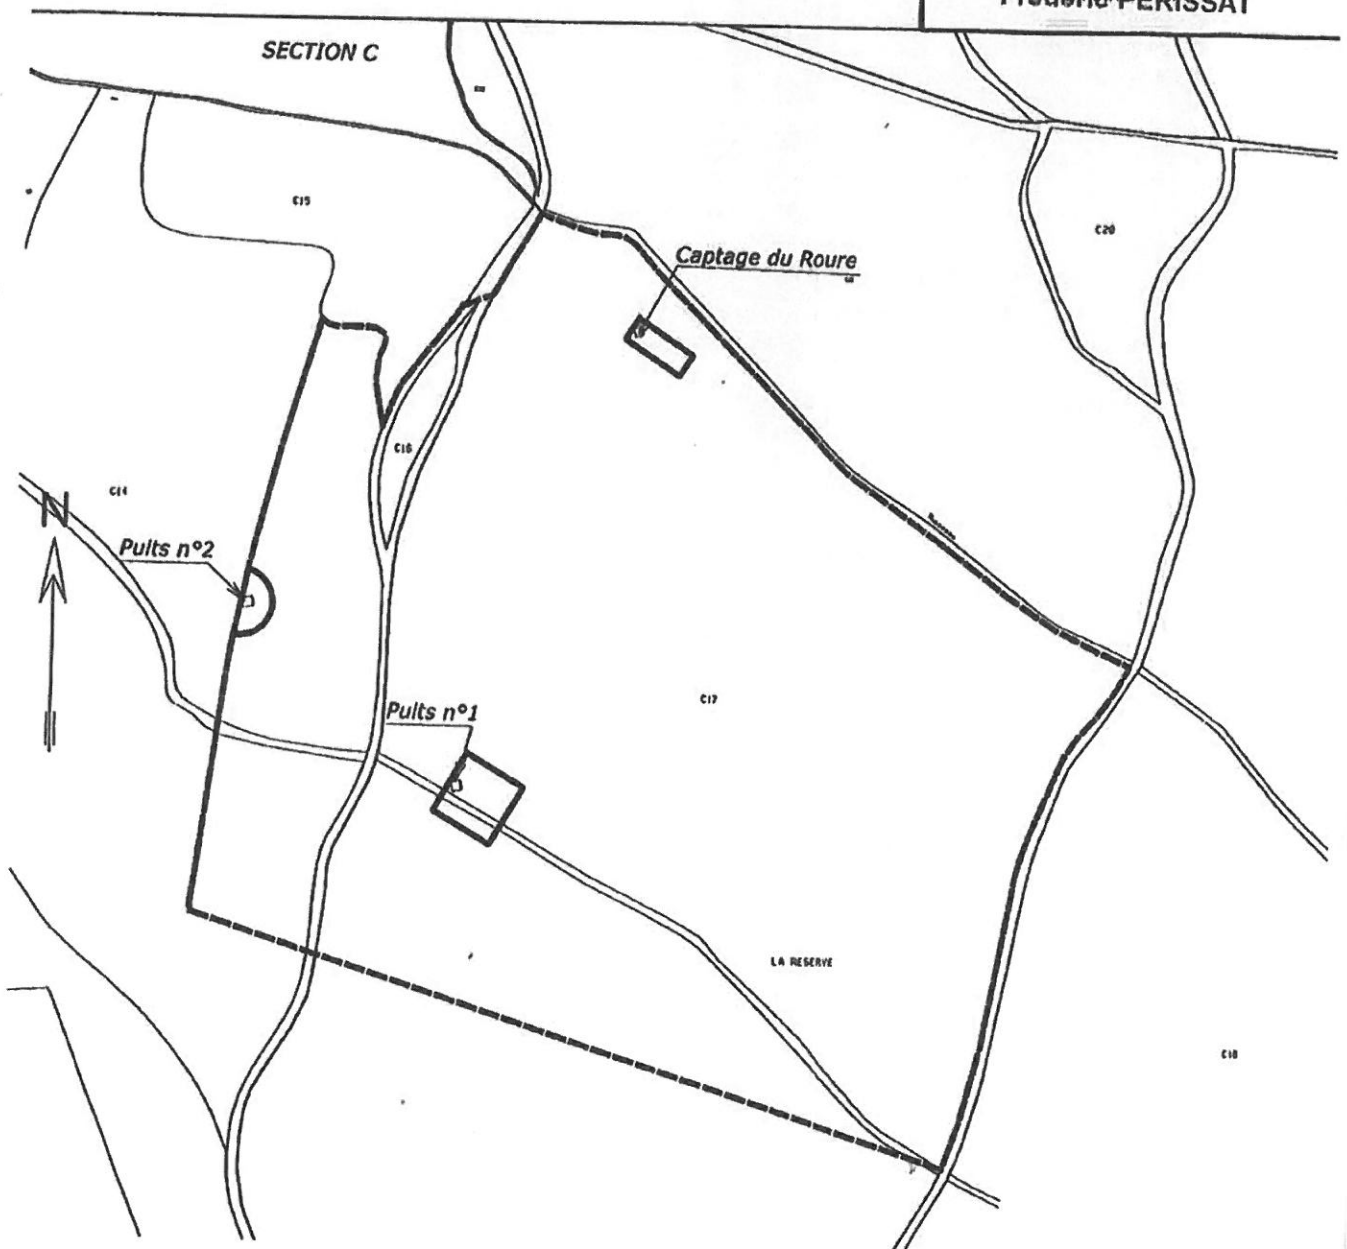 Frédéric PERISSAT
SECTION C
C15
C20
Captage du Roure
C16
C14
N
Puits n°2
C17
Puits n°1
LA RESERVE
C18